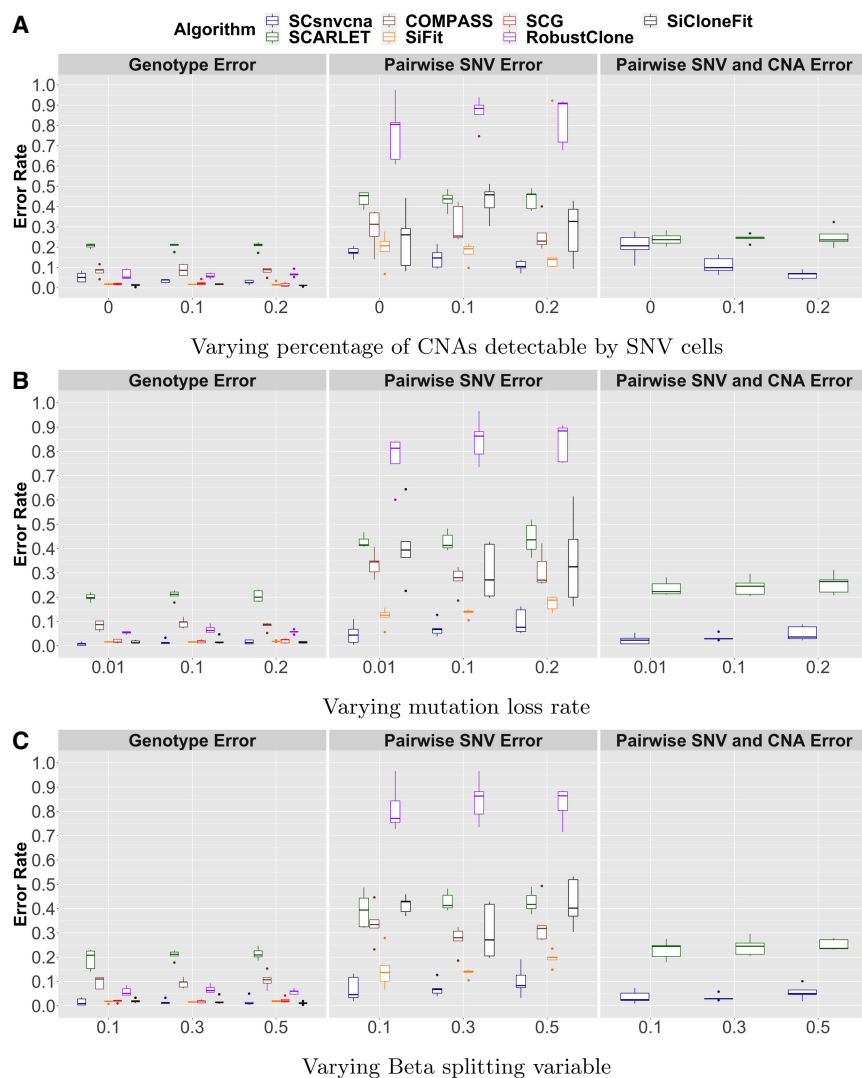 A
Algorithm
SCsnvcna
COMPASS
SCG
SiCloneFit
SCARLET
SiFit
RobustClone
Genotype Error
Pairwise SNV Error
Pairwise SNV and CNA Error
Error Rate
1.0
0.9
0.8
0.7
0.6
0.5
0.4
0.3
0.2
0.1
0.0
0 0.1 0.2
0 0.1 0.2
0 0.1 0.2
Varying percentage of CNAs detectable by SNV cells
B
Genotype Error
Pairwise SNV Error
Pairwise SNV and CNA Error
Error Rate
1.0
0.9
0.8
0.7
0.6
0.5
0.4
0.3
0.2
0.1
0.0
0.01 0.1 0.2
0.01 0.1 0.2
0.01 0.1 0.2
Varying mutation loss rate
C
Genotype Error
Pairwise SNV Error
Pairwise SNV and CNA Error
Error Rate
1.0
0.9
0.8
0.7
0.6
0.5
0.4
0.3
0.2
0.1
0.0
0.1 0.3 0.5
0.1 0.3 0.5
0.1 0.3 0.5
Varying Beta splitting variable